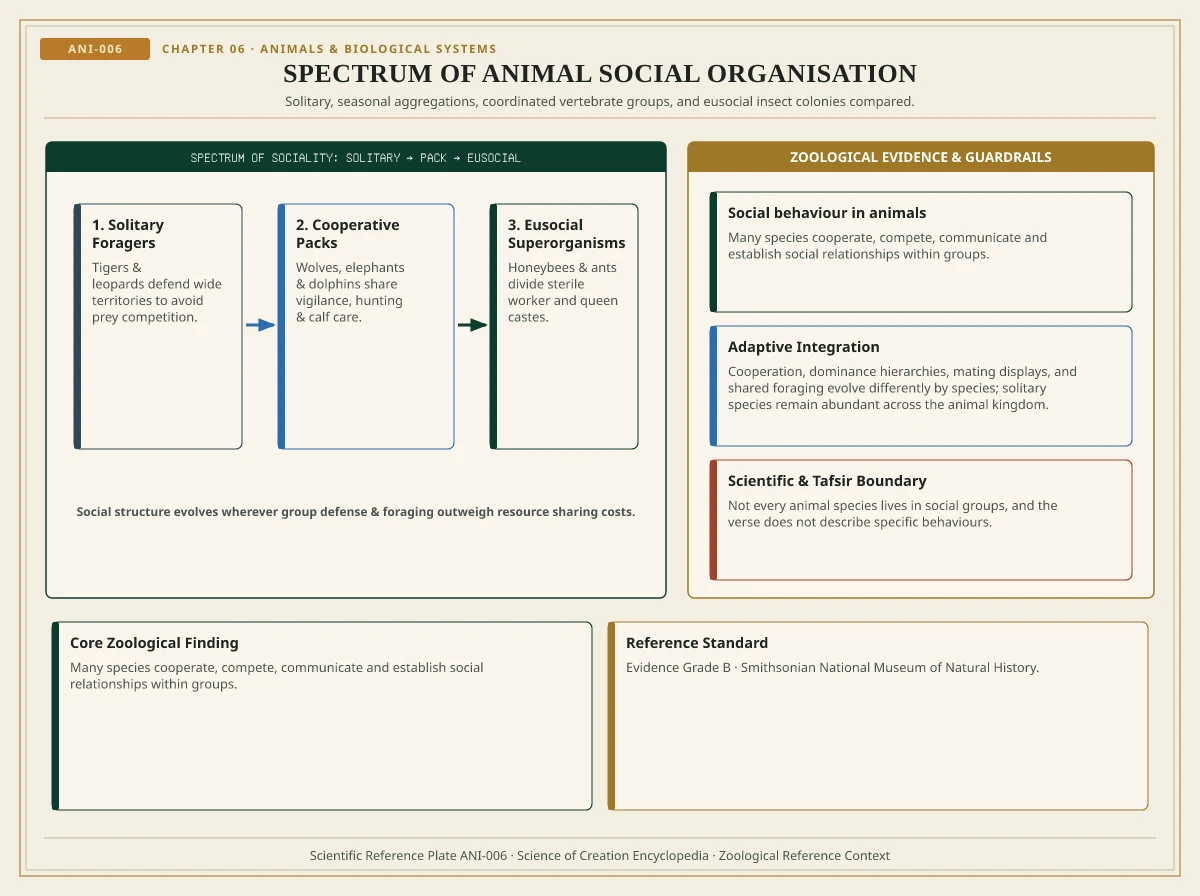 ANI-006
CHAPTER 06 · ANIMALS & BIOLOGICAL SYSTEMS
SPECTRUM OF ANIMAL SOCIAL ORGANISATION
Solitary, seasonal aggregations, coordinated vertebrate groups, and eusocial insect colonies compared.
SPECTRUM OF SOCIALITY: SOLITARY → PACK → EUSOCIAL
1. Solitary
Foragers
Tigers &
leopards defend wide
territories to avoid
prey competition.
2. Cooperative
Packs
Wolves, elephants
& dolphins share
vigilance, hunting
& calf care.
3. Eusocial
Superorganisms
Honeybees & ants
divide sterile
worker and queen
castes.
Social structure evolves wherever group defense & foraging outweigh resource sharing costs.
ZOOLOGICAL EVIDENCE & GUARDRAILS
Social behaviour in animals
Many species cooperate, compete, communicate and
establish social relationships within groups.
Adaptive Integration
Cooperation, dominance hierarchies, mating displays, and
shared foraging evolve differently by species; solitary
species remain abundant across the animal kingdom.
Scientific & Tafsir Boundary
Not every animal species lives in social groups, and the
verse does not describe specific behaviours.
Core Zoological Finding
Many species cooperate, compete, communicate and establish social
relationships within groups.
Reference Standard
Evidence Grade B · Smithsonian National Museum of Natural History.
Scientific Reference Plate ANI-006 · Science of Creation Encyclopedia · Zoological Reference Context